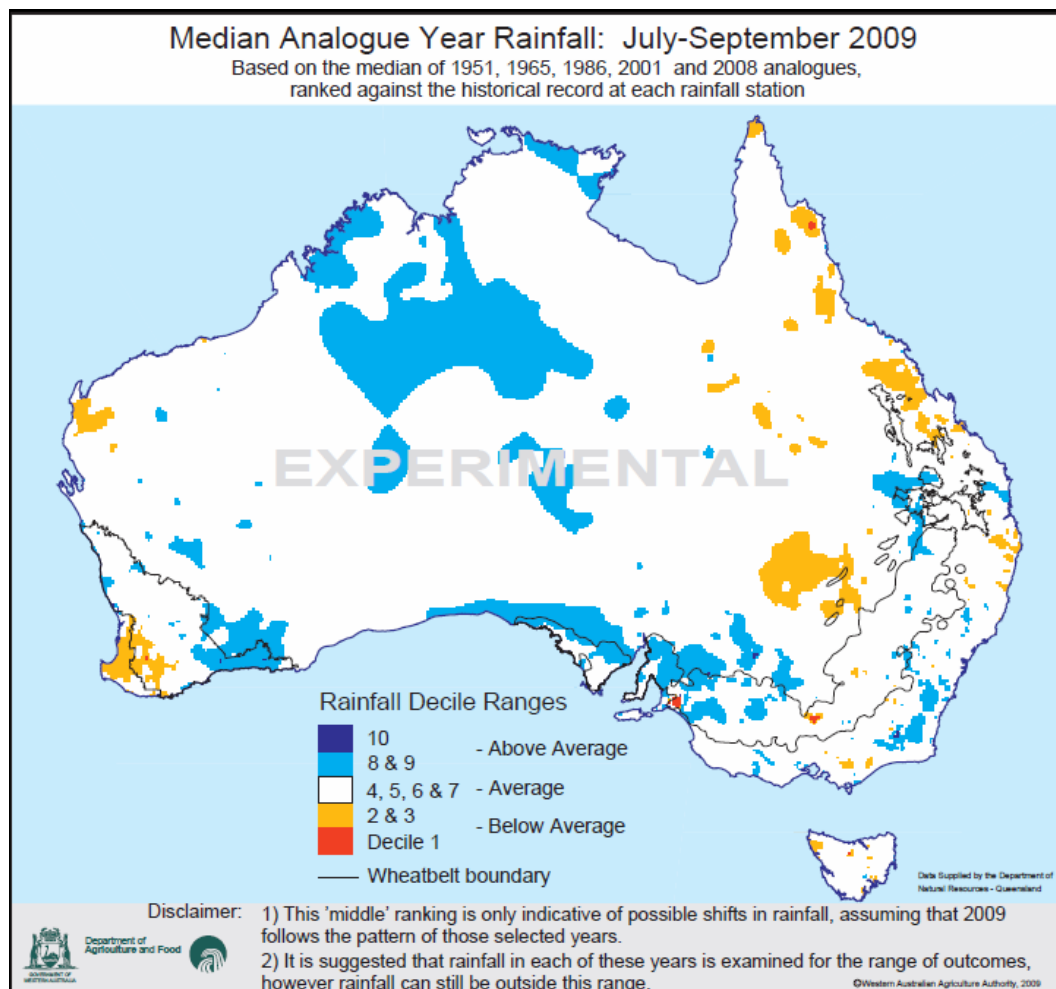 Median Analogue Year Rainfall:  July-September 2009
Based on the median of 1951, 1965, 1986, 2001 and 2008 analogues,
ranked against the historical record at each rainfall station
EXPERIMENTAL
Rainfall Decile Ranges
10
8 & 9
- Above Average
4, 5, 6 & 7
- Average
2 & 3
- Below Average
Decile 1
Wheatbelt boundary
Data Supplied by the Department of
Natural Resources - Queensland
Disclaimer:
1) This 'middle' ranking is only indicative of possible shifts in rainfall, assuming that 2009
follows the pattern of those selected years.
2) It is suggested that rainfall in each of these years is examined for the range of outcomes,
however rainfall can still be outside this range.
Department of
Agriculture and Food
GOVERNMENT OF
WESTERN AUSTRALIA
©Western Australian Agriculture Authority, 2009